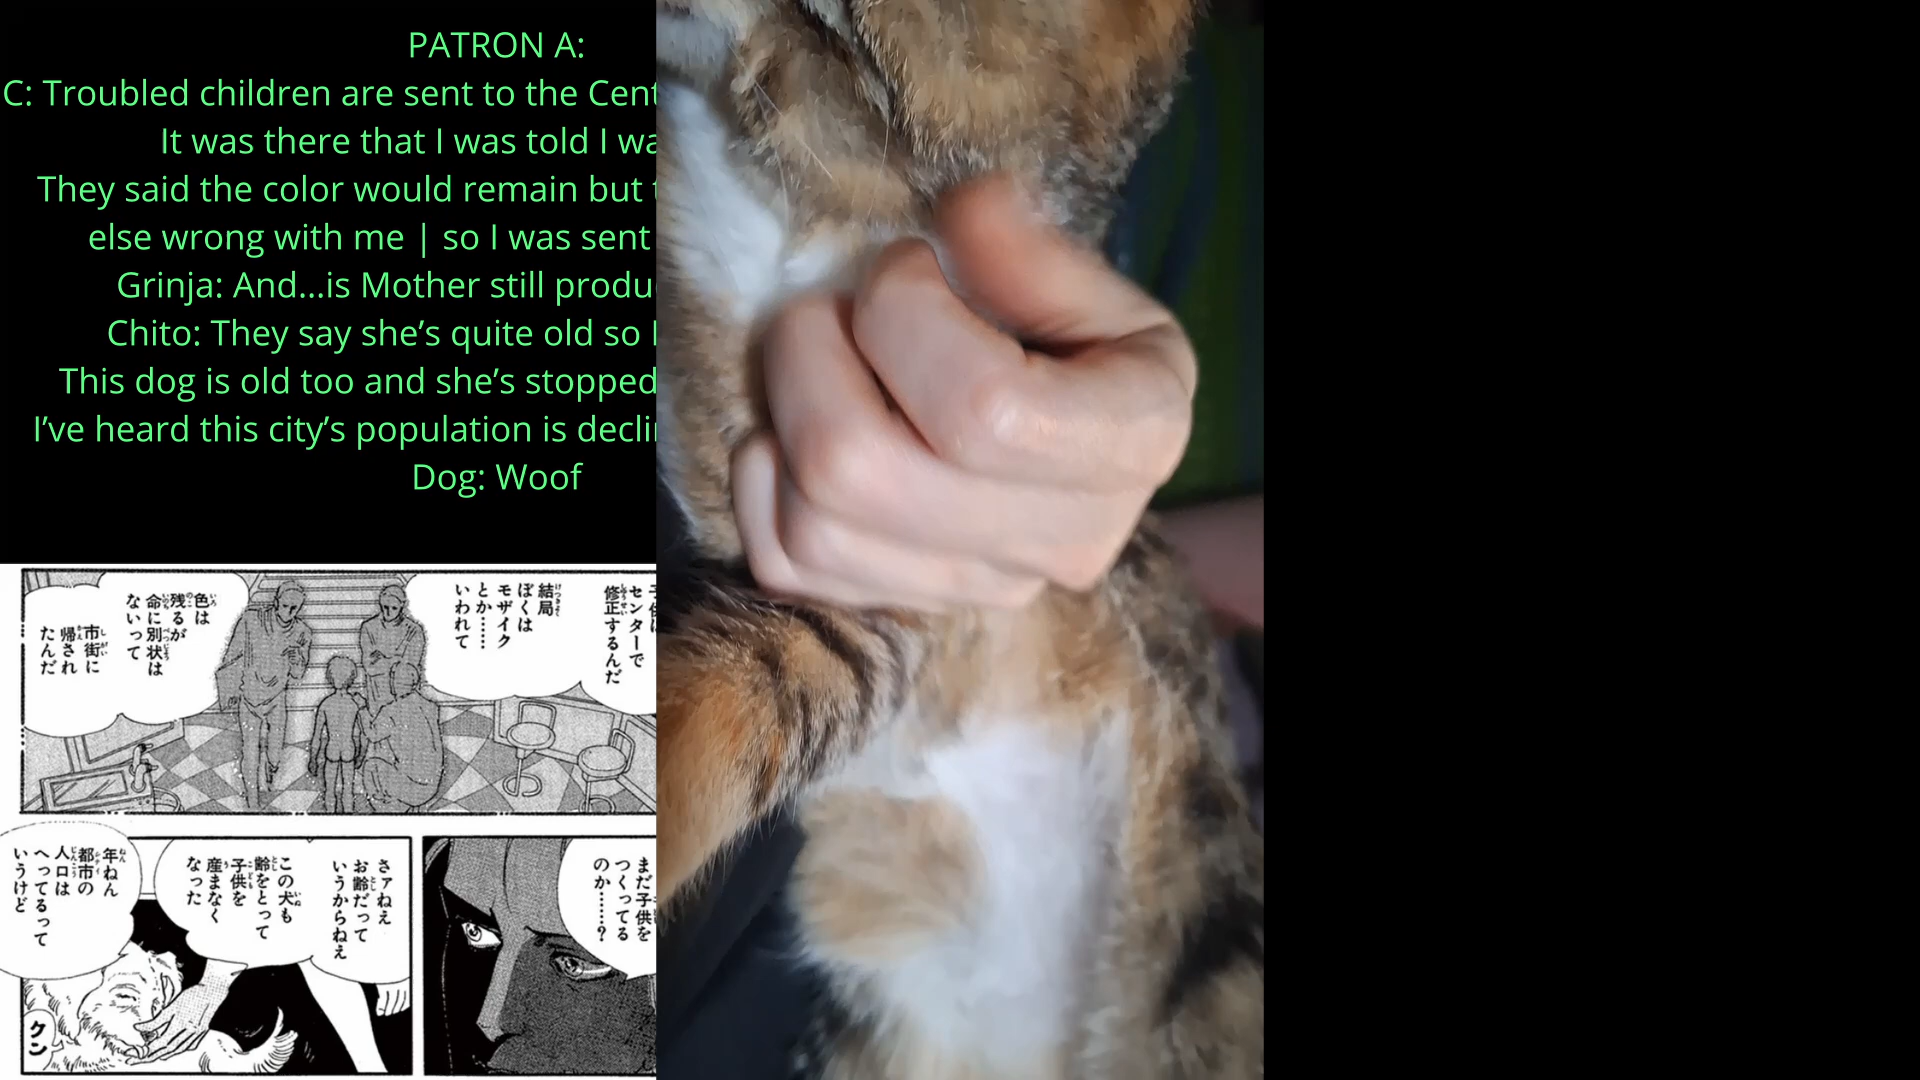 PATRON A:
C: Troubled children are sent to the Cent
It was there that I was told I wa
They said the color would remain but t
else wrong with me | so I was sent
Grinja: And...is Mother still produ
Chito: They say she’s quite old so I
This dog is old too and she’s stopped
I’ve heard this city’s population is decli
Dog: Woof
センターで
修正するんだ
結局
ぼくは
モザイク
とか……
いわれて
色は
残るが
命に別状は
ないって
市街に
帰され
たんだ
まだ子供を
つくってる
のか……?
さァねえ
お齢だって
いうからねえ
この犬も
齢をとって
子供を
産まなく
なった
年ねん
都市の
人口は
へってるって
いうけど
クン